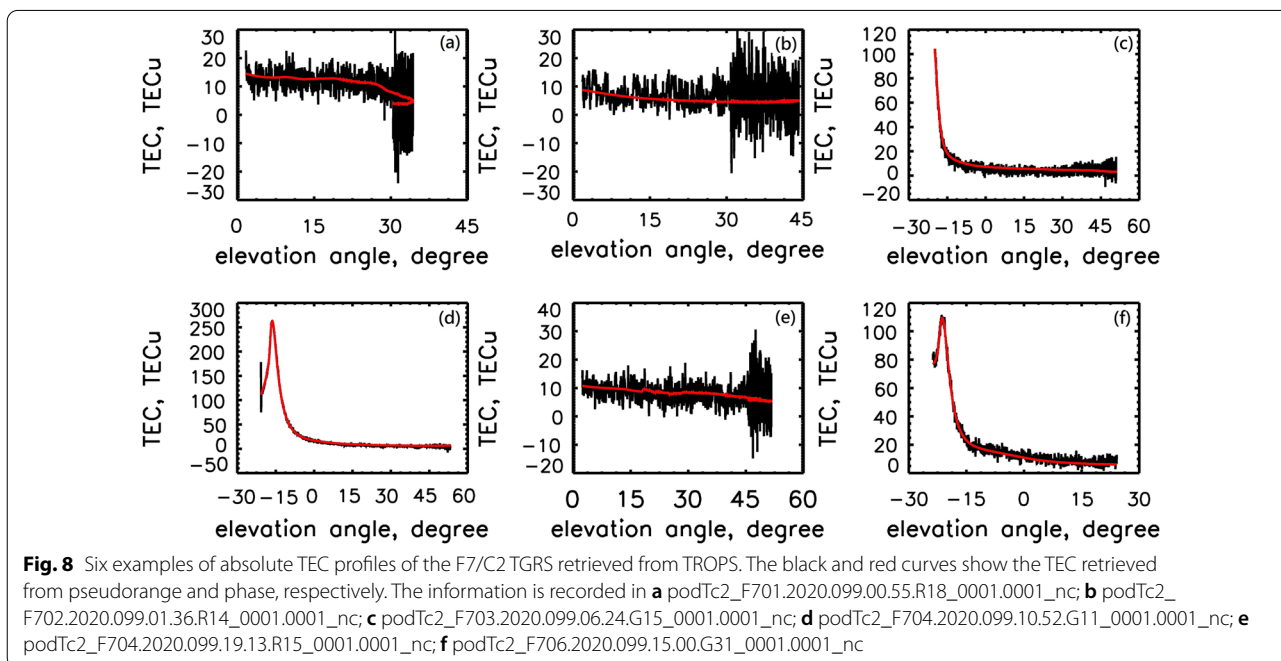 (a)
TEC, TECu
30
20
10
0
−10
−20
−30
0 15 30 45
elevation angle, degree
(b)
TEC, TECu
30
20
10
0
−10
−20
−30
0 15 30 45
elevation angle, degree
(c)
TEC, TECu
120
100
80
60
40
20
0
−20
−30 −15 0 15 30 45 60
elevation angle, degree
(d)
TEC, TECu
300
250
200
150
100
50
0
−50
−30 −15 0 15 30 45 60
elevation angle, degree
(e)
TEC, TECu
40
30
20
10
0
−10
−20
0 15 30 45 60
elevation angle, degree
(f)
TEC, TECu
120
100
80
60
40
20
0
−30 −15 0 15 30
elevation angle, degree
Fig. 8 Six examples of absolute TEC profiles of the F7/C2 TGRS retrieved from TROPS. The black and red curves show the TEC retrieved
from pseudorange and phase, respectively. The information is recorded in a podTc2_F701.2020.099.00.55.R18_0001.0001_nc; b podTc2_
F702.2020.099.01.36.R14_0001.0001_nc; c podTc2_F703.2020.099.06.24.G15_0001.0001_nc; d podTc2_F704.2020.099.10.52.G11_0001.0001_nc; e
podTc2_F704.2020.099.19.13.R15_0001.0001_nc; f podTc2_F706.2020.099.15.00.G31_0001.0001_nc